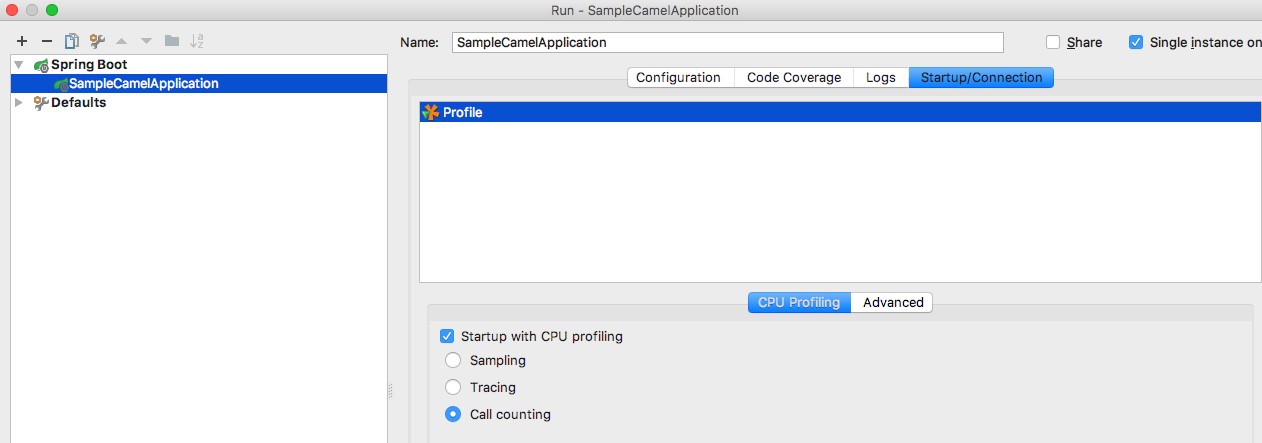 Run - SampleCamelApplication
Name: SampleCamelApplication Share Single instance on
Spring Boot
SampleCamelApplication
Defaults
Configuration Code Coverage Logs Startup/Connection
Profile
CPU Profiling Advanced
Startup with CPU profiling
Sampling
Tracing
Call counting